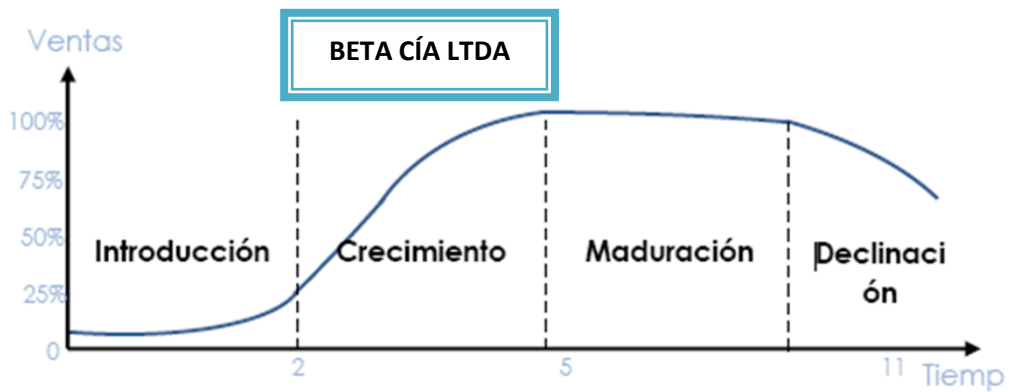 BETA CÍA LTDA
Ventas
100%
75%
50%
25%
0
Introducción
Crecimiento
Maduración
Declinaci
ón
2
5
11
Tiemp